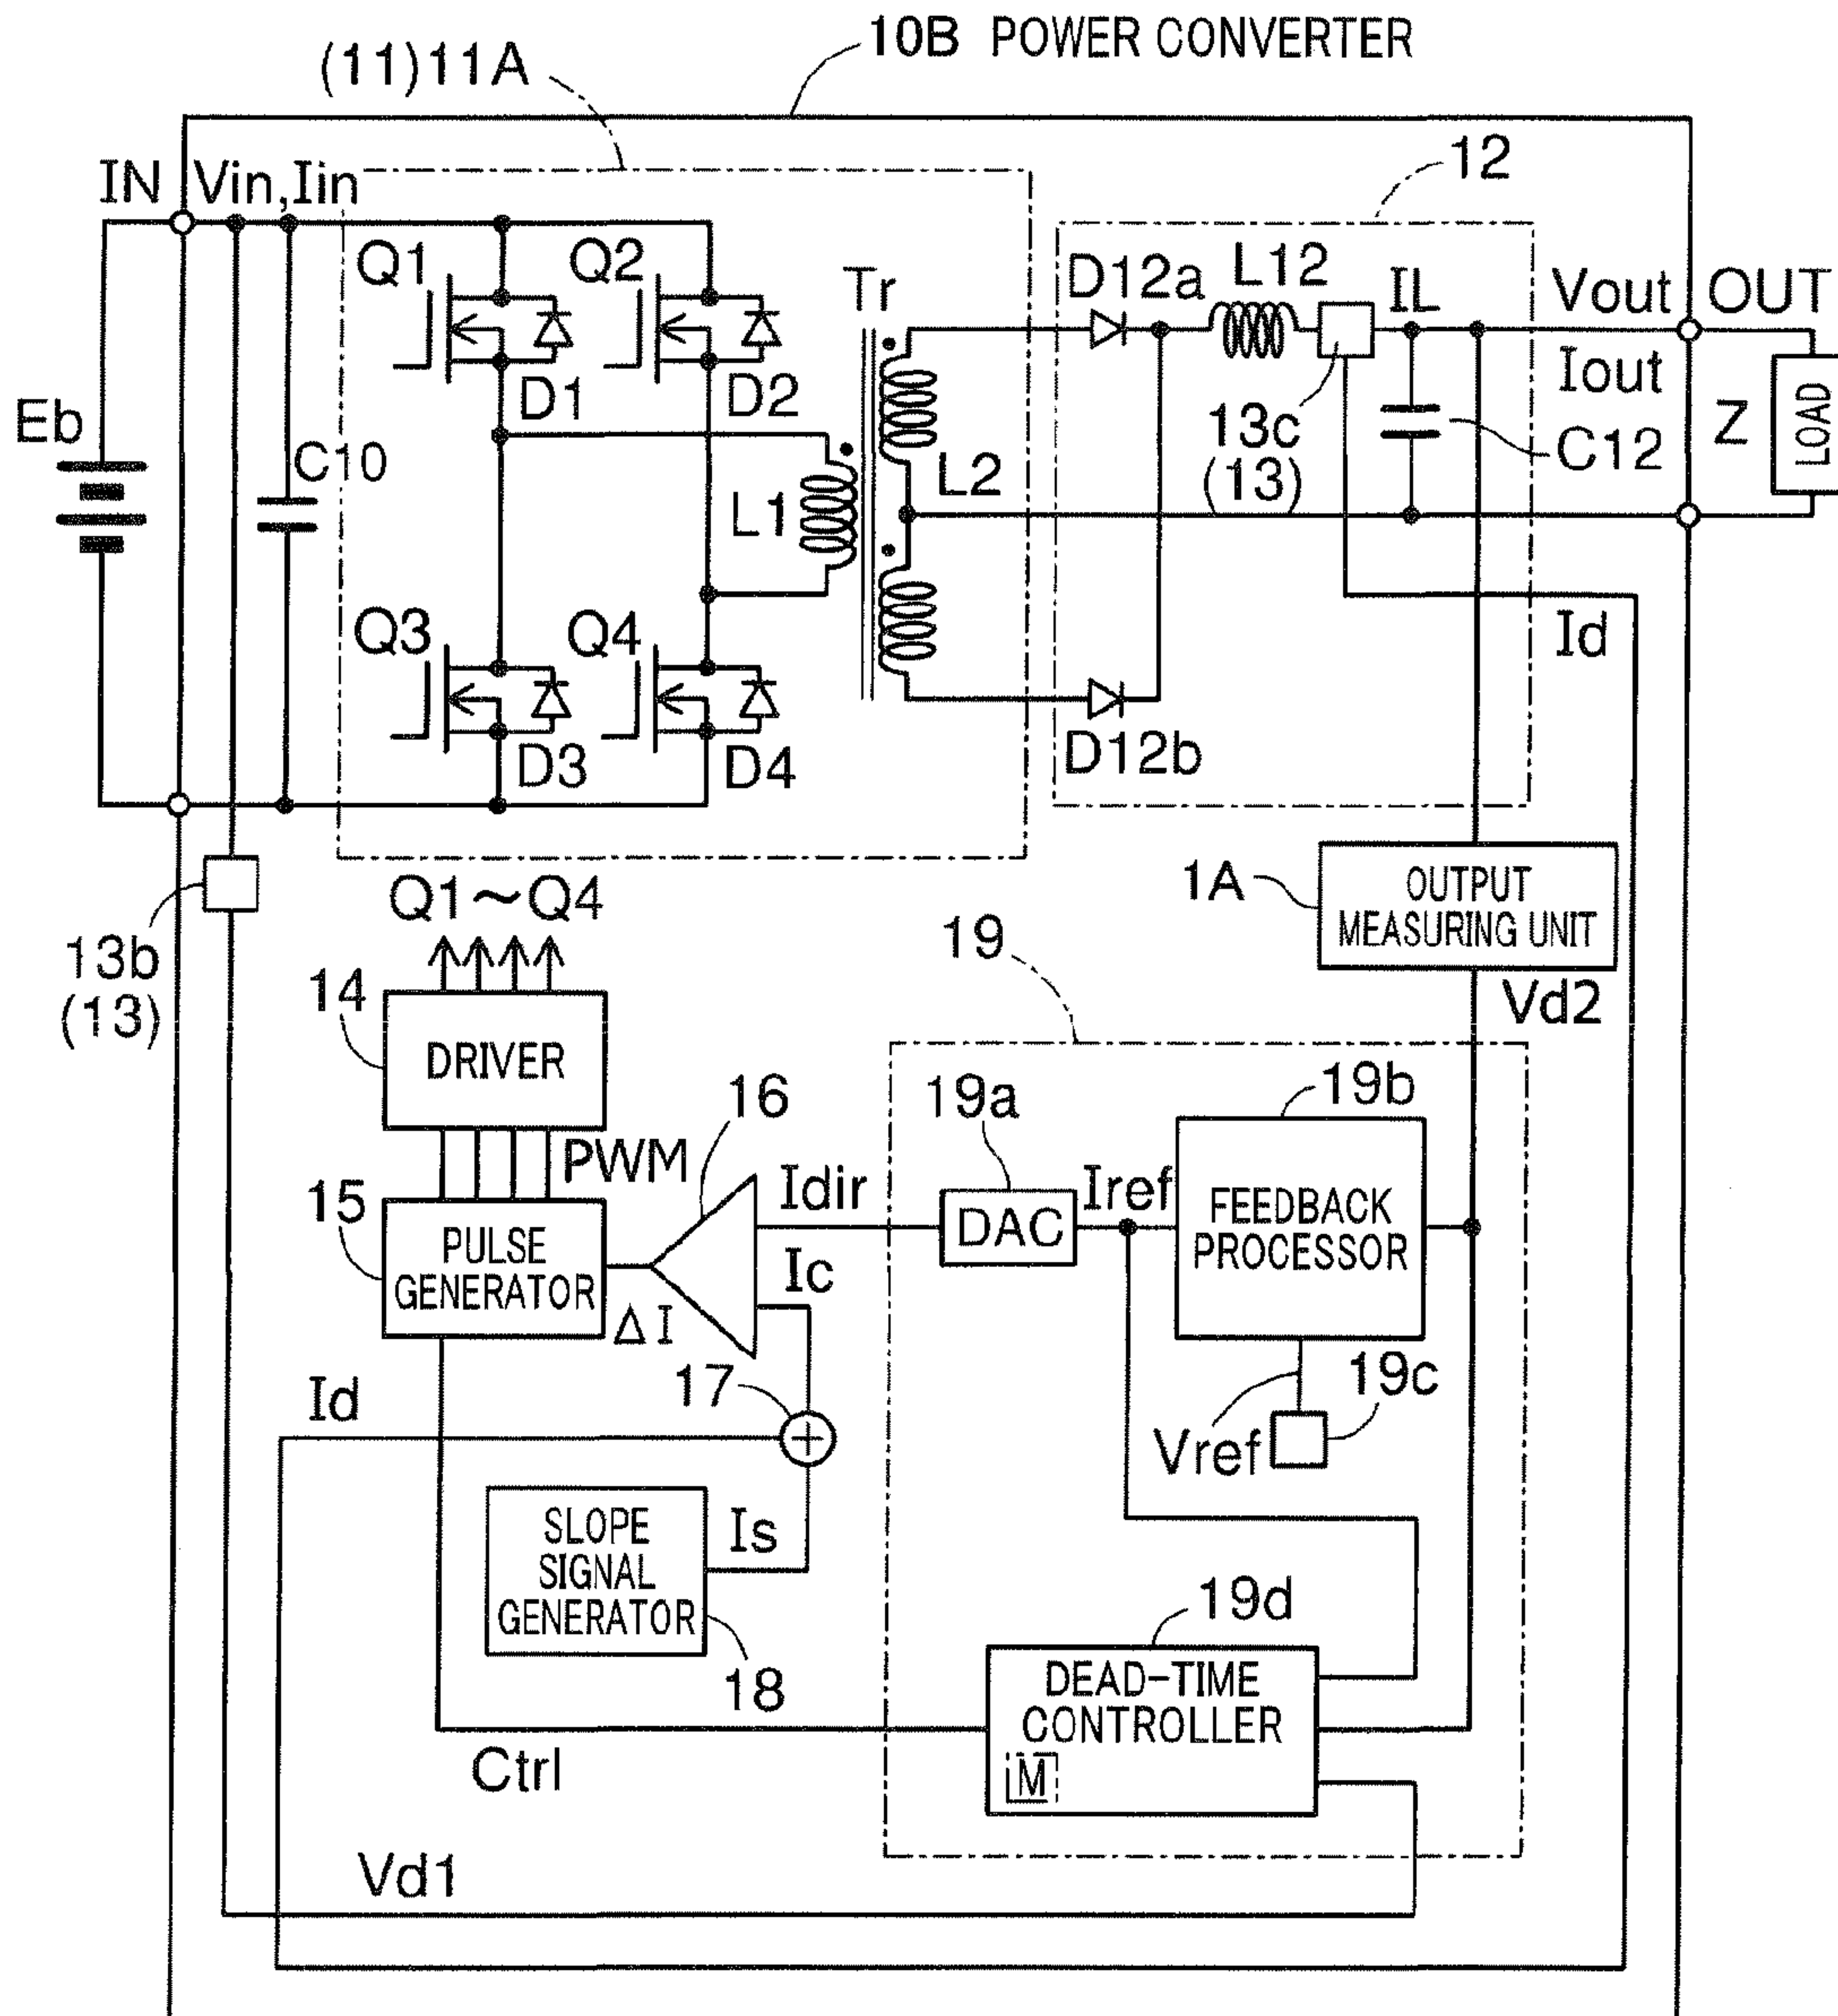 10B POWER CONVERTER
(11)11A
12
IN
Vin,Iin
Q1
Q2
Tr
D12a
L12
IL
Vout
OUT
Iout
D1
D2
13c
(13)
C12
Z
LOAD
Eb
C10
L1
L2
Q3
Q4
Id
D3
D4
D12b
Q1～Q4
1A
OUTPUT
MEASURING UNIT
13b
(13)
14
19
Vd2
DRIVER
16
19a
19b
PWM
Idir
Iref
15
DAC
FEEDBACK
PROCESSOR
PULSE
GENERATOR
Ic
ΔI
17
19c
Id
+
Vref
SLOPE
SIGNAL
GENERATOR
Is
18
19d
DEAD-TIME
CONTROLLER
M
Ctrl
Vd1